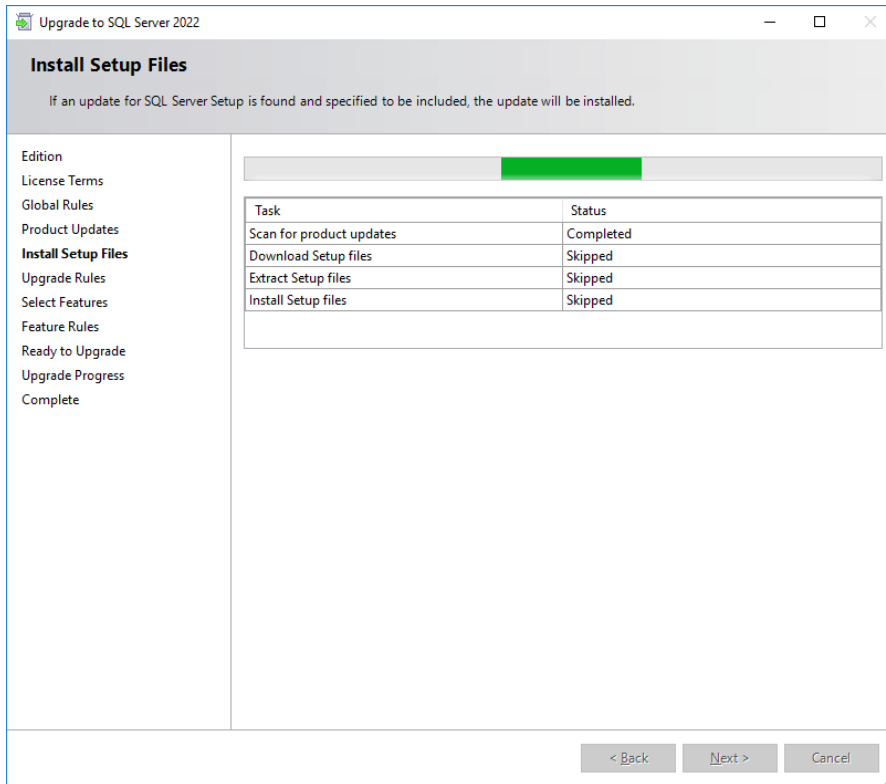 Upgrade to SQL Server 2022
Install Setup Files
If an update for SQL Server Setup is found and specified to be included, the update will be installed.
Edition
License Terms
Global Rules
Product Updates
Install Setup Files
Upgrade Rules
Select Features
Feature Rules
Ready to Upgrade
Upgrade Progress
Complete
Task Status
Scan for product updates Completed
Download Setup files Skipped
Extract Setup files Skipped
Install Setup files Skipped
< Back Next > Cancel